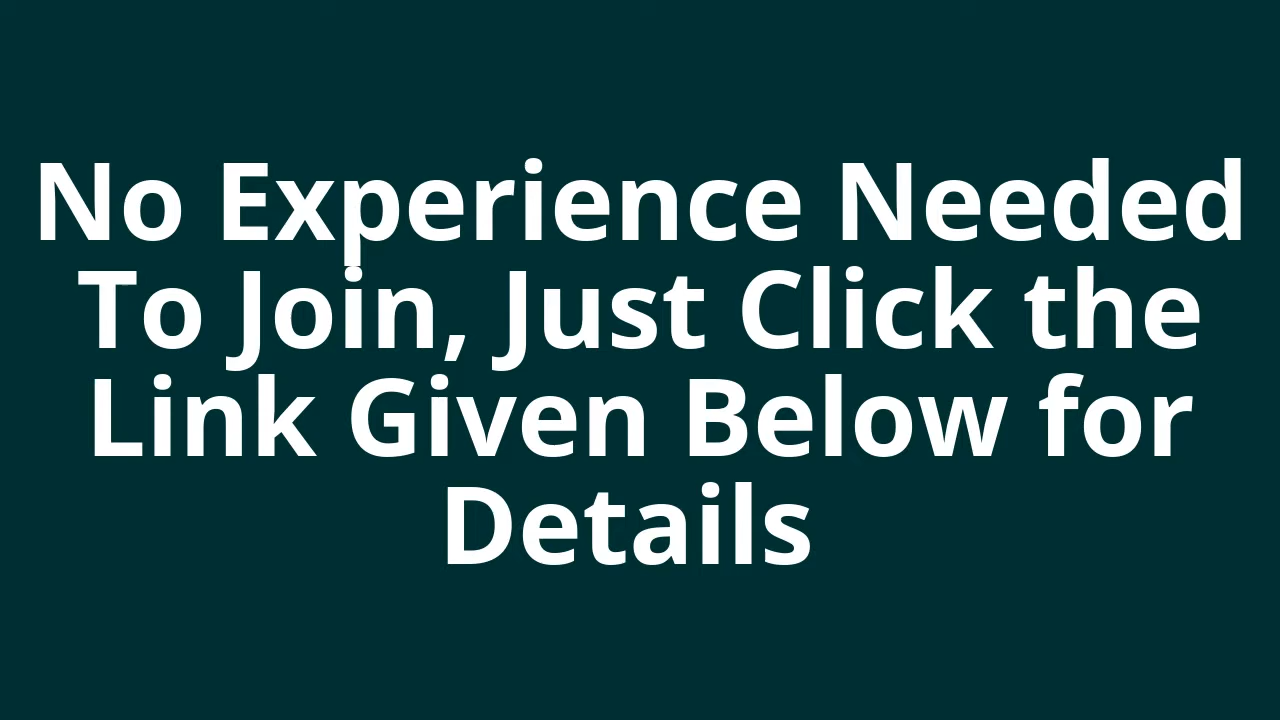 No Experience Needed
To Join, Just Click the
Link Given Below for
Details